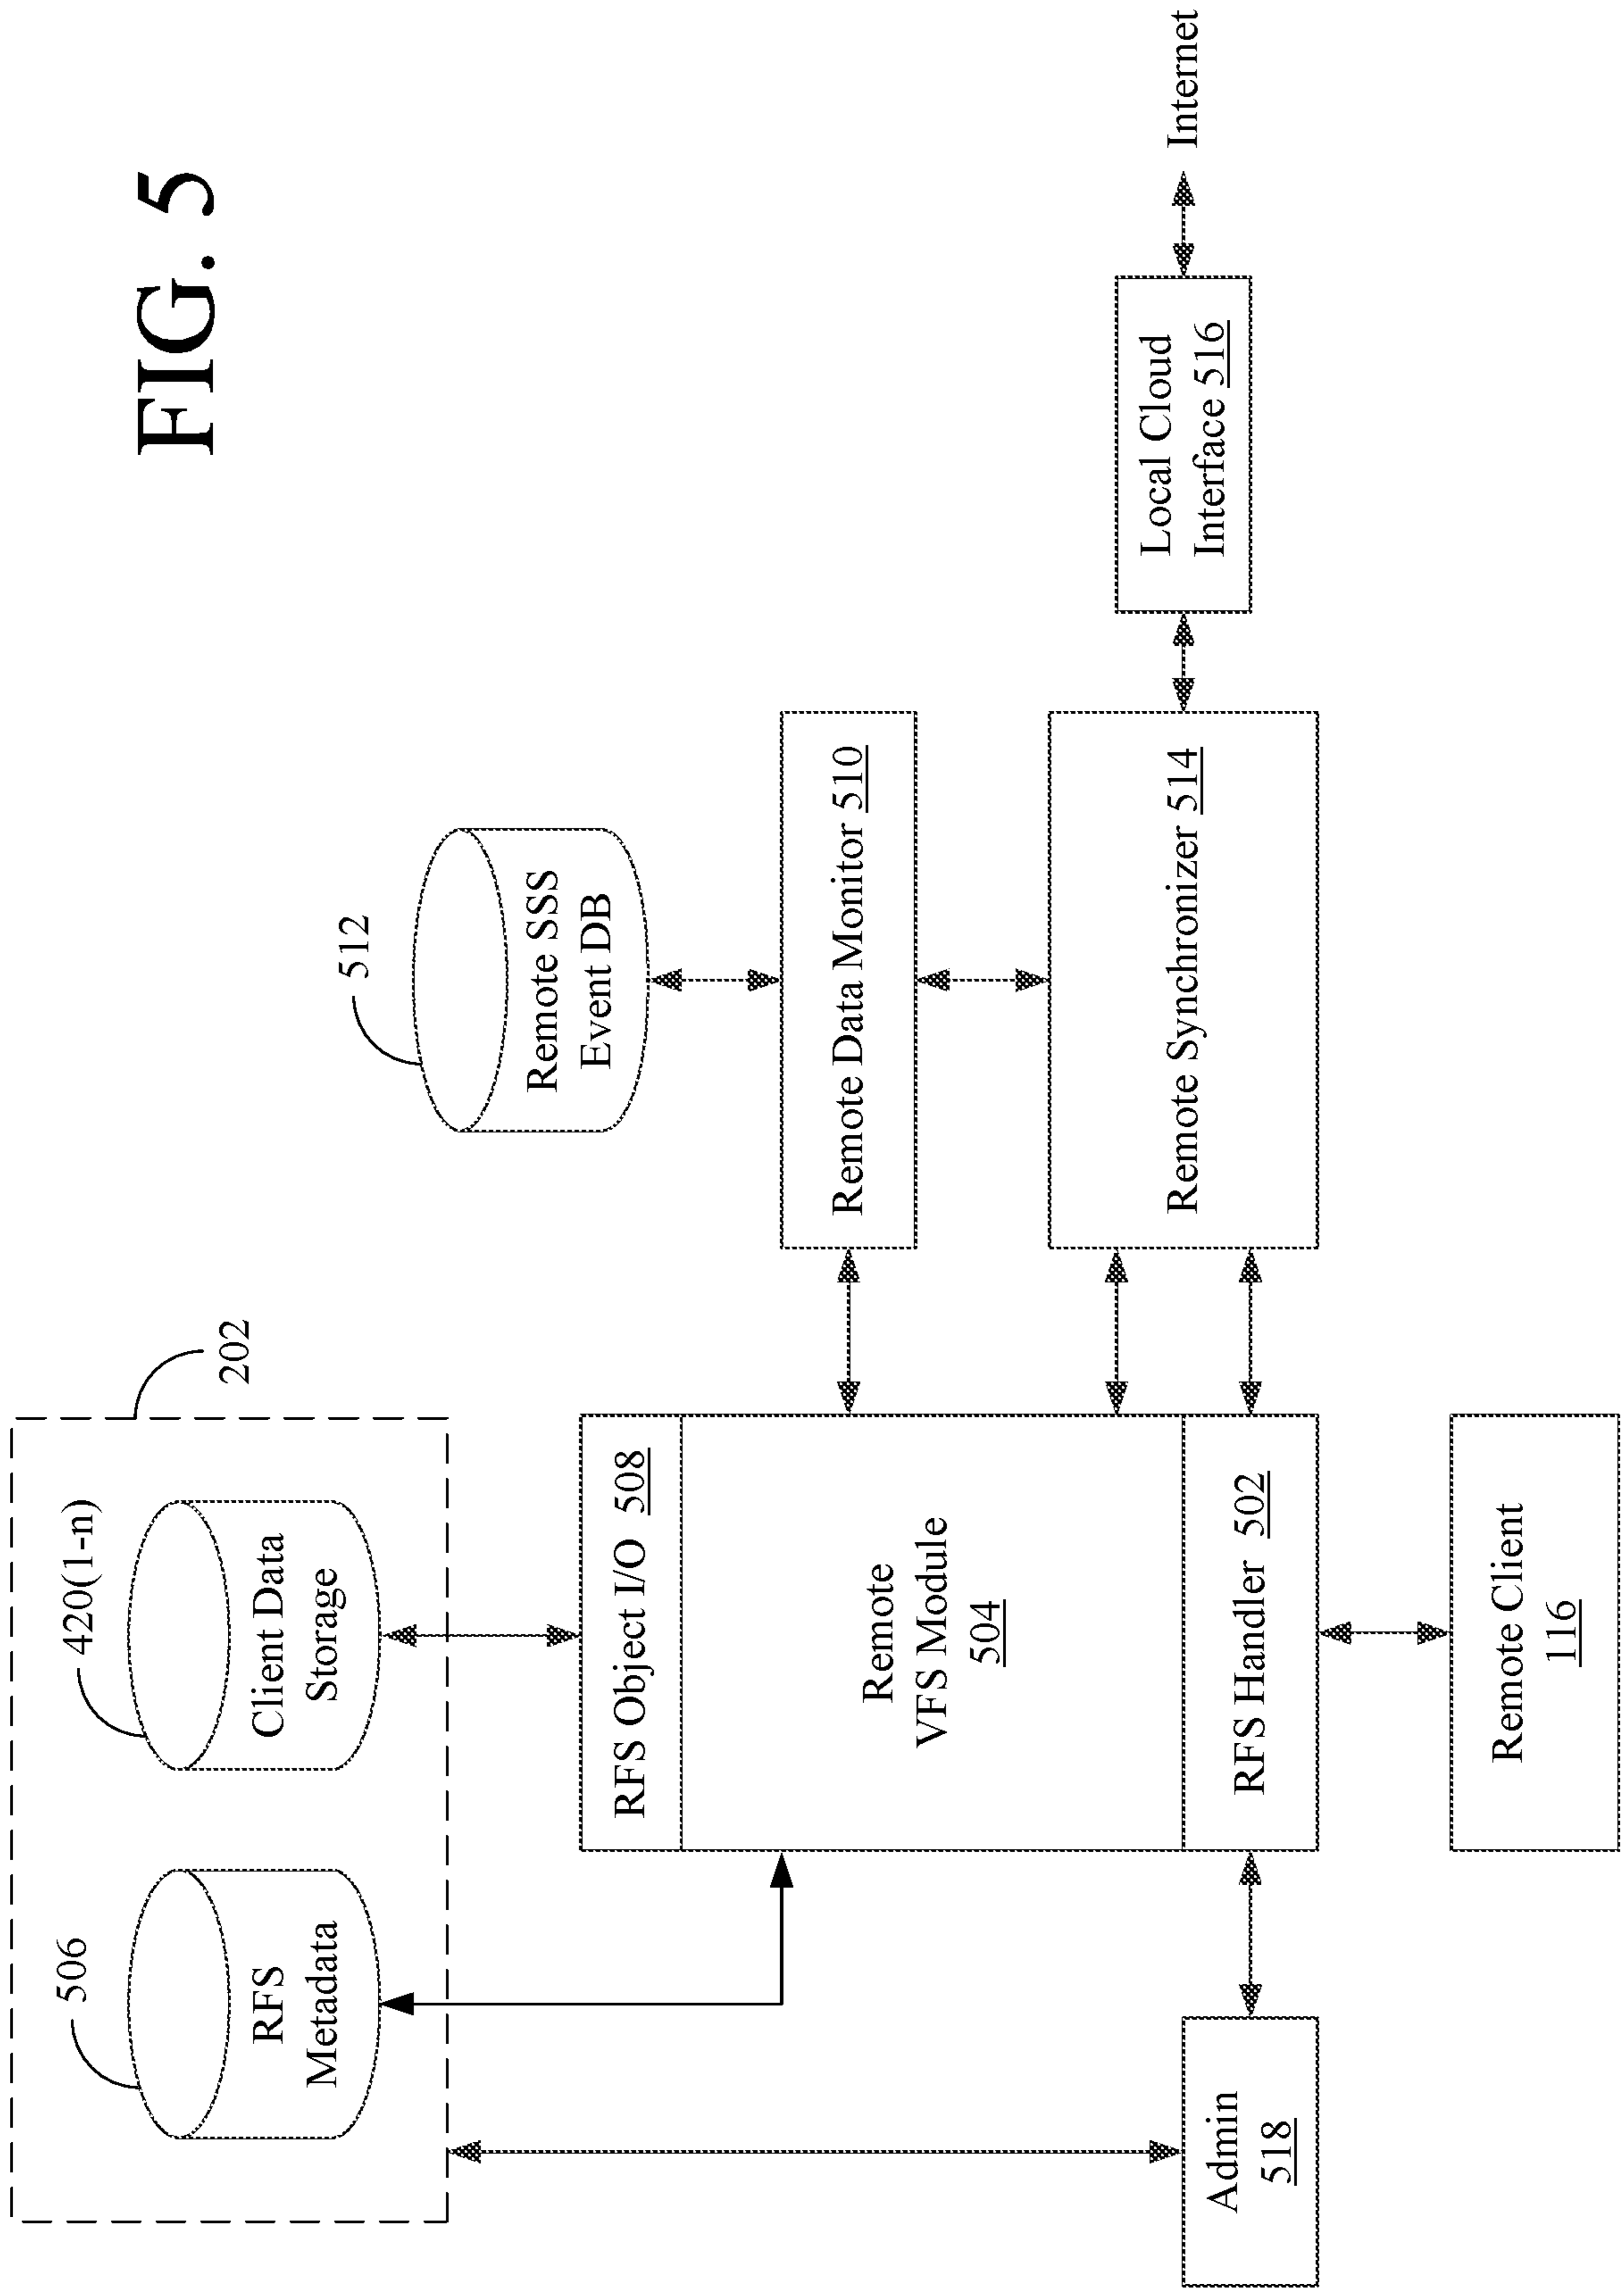 FIG. 5
202
506
420(1-n)
RFS
Metadata
Client Data
Storage
512
Remote SSS
Event DB
RFS Object I/O 508
Remote
VFS Module
504
RFS Handler 502
Remote Data Monitor 510
Remote Synchronizer 514
Local Cloud
Interface 516
Internet
Admin
518
Remote Client
116